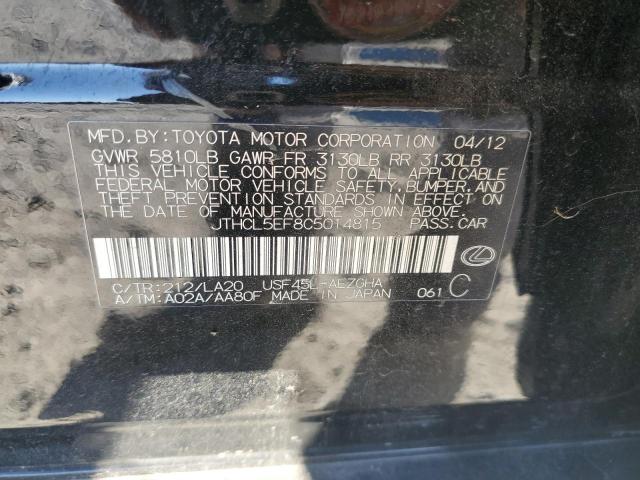 MFD. BY: TOYOTA MOTOR CORPORATION 04/12
GVWR 5810LB GAWR FR 3130LB RR 3130LB
THIS VEHICLE CONFORMS TO ALL APPLICABLE
FEDERAL MOTOR VEHICLE SAFETY, BUMPER, AND
THEFT PREVENTION STANDARDS IN EFFECT
ON THE DATE OF MANUFACTURE SHOWN ABOVE.
JTHCL5EF8C5014815 PASS. CAR
C/TR: 212/LA20 USF45L-AEZGHA
A/TM: A02A/AA80F MADE IN JAPAN 061 C